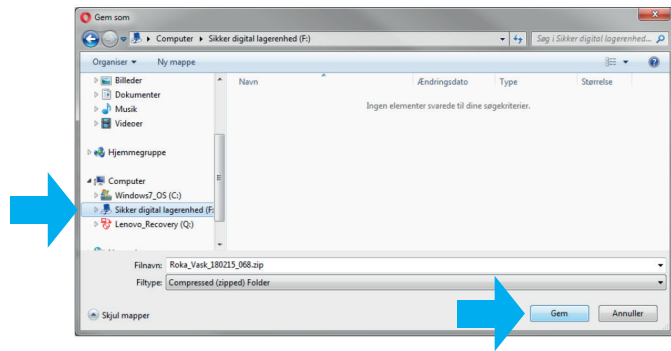 Gem som
Computer Sikker digital lagerenhed (F:)
Søg i Sikker digital lagerenhed...
Organiser Ny mappe
Billeder
Dokumenter
Musik
Videoer
Hjemmegruppe
Computer
Windows7_OS (C:)
Sikker digital lagerenhed (F:
Lenovo_Recovery (Q:)
Navn Ændringsdato Type Størrelse
Ingen elementer svarede til dine søgekriterier.
Filnavn: Roka_Vask_180215_068.zip
Filtype: Compressed (zipped) Folder
Skjul mapper
Gem Annuller